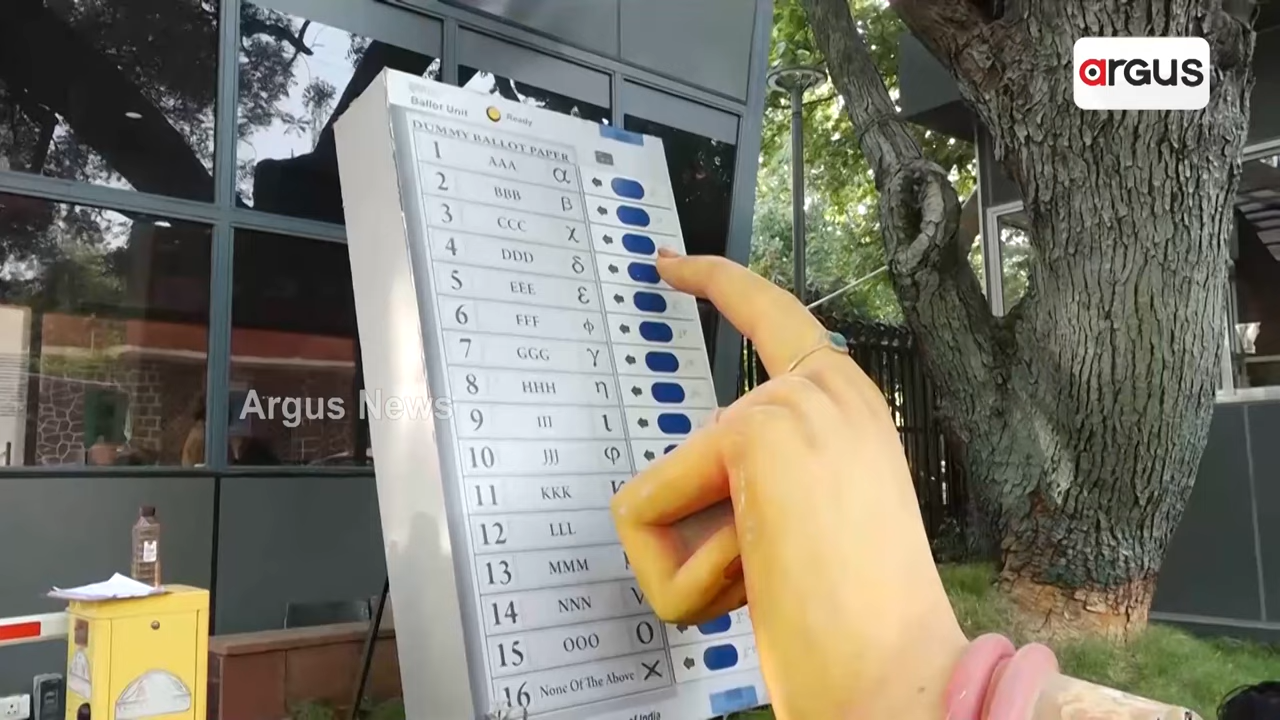 argus
Ballot Unit Ready
DUMMY BALLOT PAPER
1 AAA α
2 BBB β
3 CCC χ
4 DDD δ
5 EEE ε
6 FFF ϕ
7 GGG γ
8 HHH η
9 III ι
10 JJJ φ
11 KKK
12 LLL
13 MMM
14 NNN
15 OOO O
16 None Of The Above ×
of India
Argus News